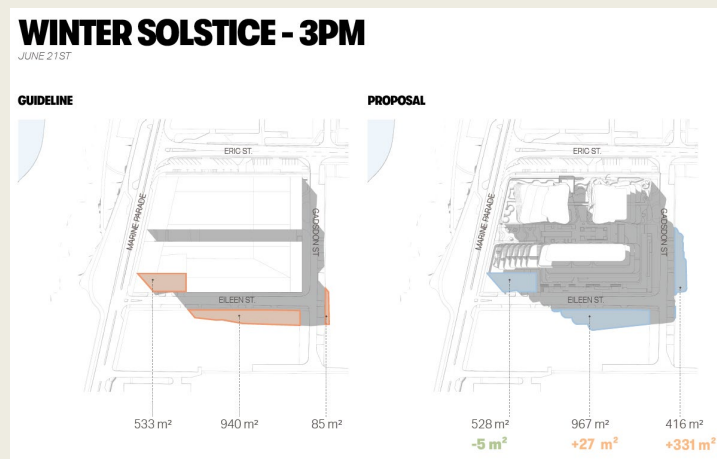 WINTER SOLSTICE - 3PM
JUNE 21ST
GUIDELINE
ERIC ST.
MARINE PARADE
GADSDON ST
EILEEN ST.
533 m²
940 m²
85 m²
PROPOSAL
ERIC ST.
MARINE PARADE
GADSDON ST
EILEEN ST.
528 m²
967 m²
416 m²
-5 m²
+27 m²
+331 m²